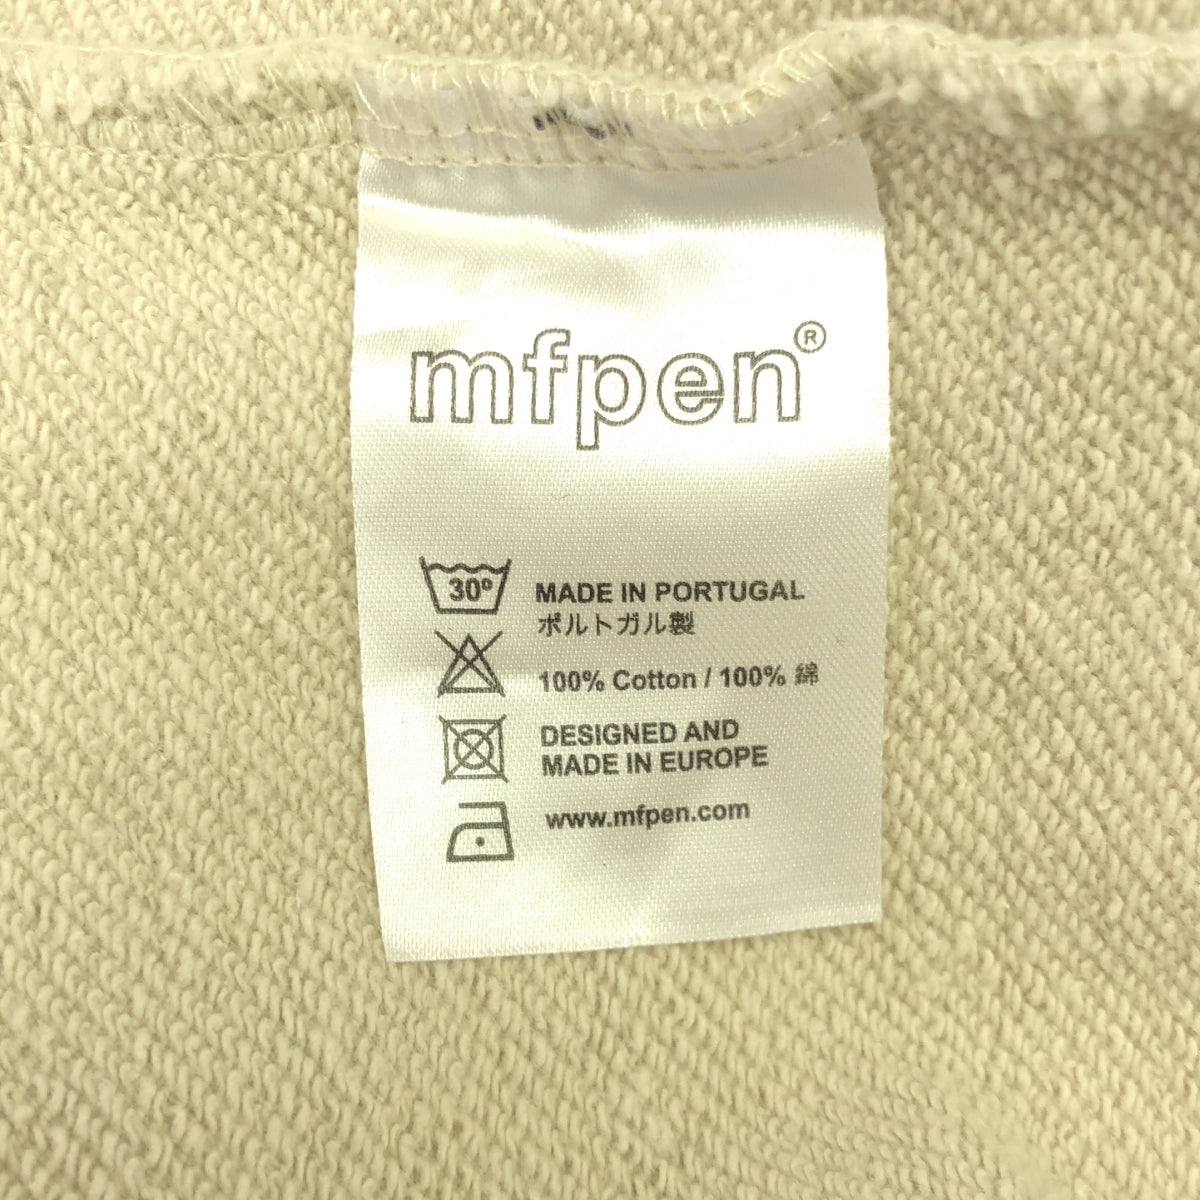 mfpen®
30°
MADE IN PORTUGAL
ポルトガル製
100% Cotton / 100% 綿
DESIGNED AND
MADE IN EUROPE
www.mfpen.com